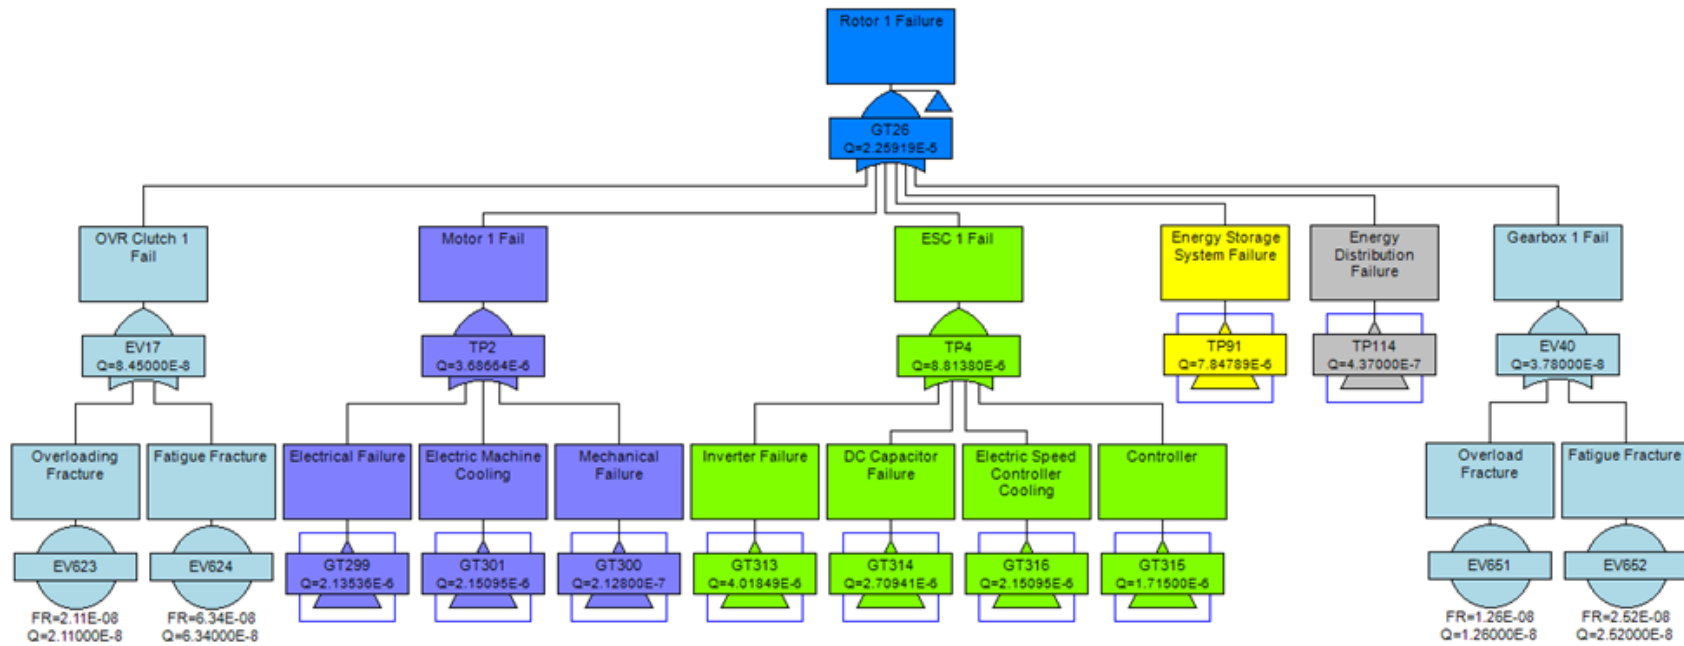 Rotor 1 Failure
GT26
Q=2.25919E-5
OVR Clutch 1
Fail
EV17
Q=8.45000E-8
Motor 1 Fail
TP2
Q=3.68664E-6
ESC 1 Fail
TP4
Q=8.81380E-6
Energy Storage
System Failure
TP91
Q=7.84789E-6
Energy
Distribution
Failure
TP114
Q=4.37000E-7
Gearbox 1 Fail
EV40
Q=3.78000E-8
Overloading
Fracture
EV623
FR=2.11E-08
Q=2.11000E-8
Fatigue Fracture
EV624
FR=6.34E-08
Q=6.34000E-8
Electrical Failure
GT299
Q=2.13536E-6
Electric Machine
Cooling
GT301
Q=2.15095E-6
Mechanical
Failure
GT300
Q=2.12800E-7
Inverter Failure
GT313
Q=4.01849E-6
DC Capacitor
Failure
GT314
Q=2.70941E-6
Electric Speed
Controller
Cooling
GT316
Q=2.15095E-6
Controller
GT315
Q=1.71500E-6
Overload
Fracture
EV651
FR=1.26E-08
Q=1.26000E-8
Fatigue Fracture
EV652
FR=2.52E-08
Q=2.52000E-8